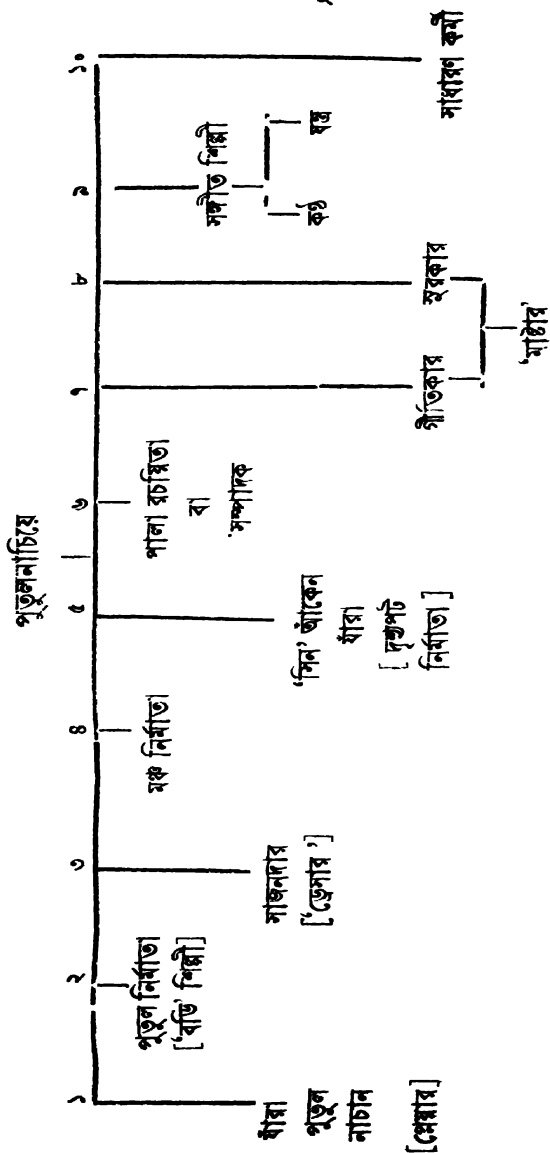 পুতুলনাচিয়ে
১
যাঁরা
পুতুল
নাচান
[প্লেয়ার]
২
পুতুল নির্মাতা
['বডি' শিল্পী]
৩
সাজনদার
['ড্রেসার']
৪
মঞ্চ নির্মাতা
৫
'সিন' আঁকেন
যাঁরা
[দৃশ্যপট
নির্মাতা]
৬
পালা রচয়িতা
বা
সম্পাদক
৭
গীতিকার
৮
সুরকার
'মাষ্টার'
৯
সঙ্গীত শিল্পী
কণ্ঠ
যন্ত্র
১০
সাধারণ কর্মী